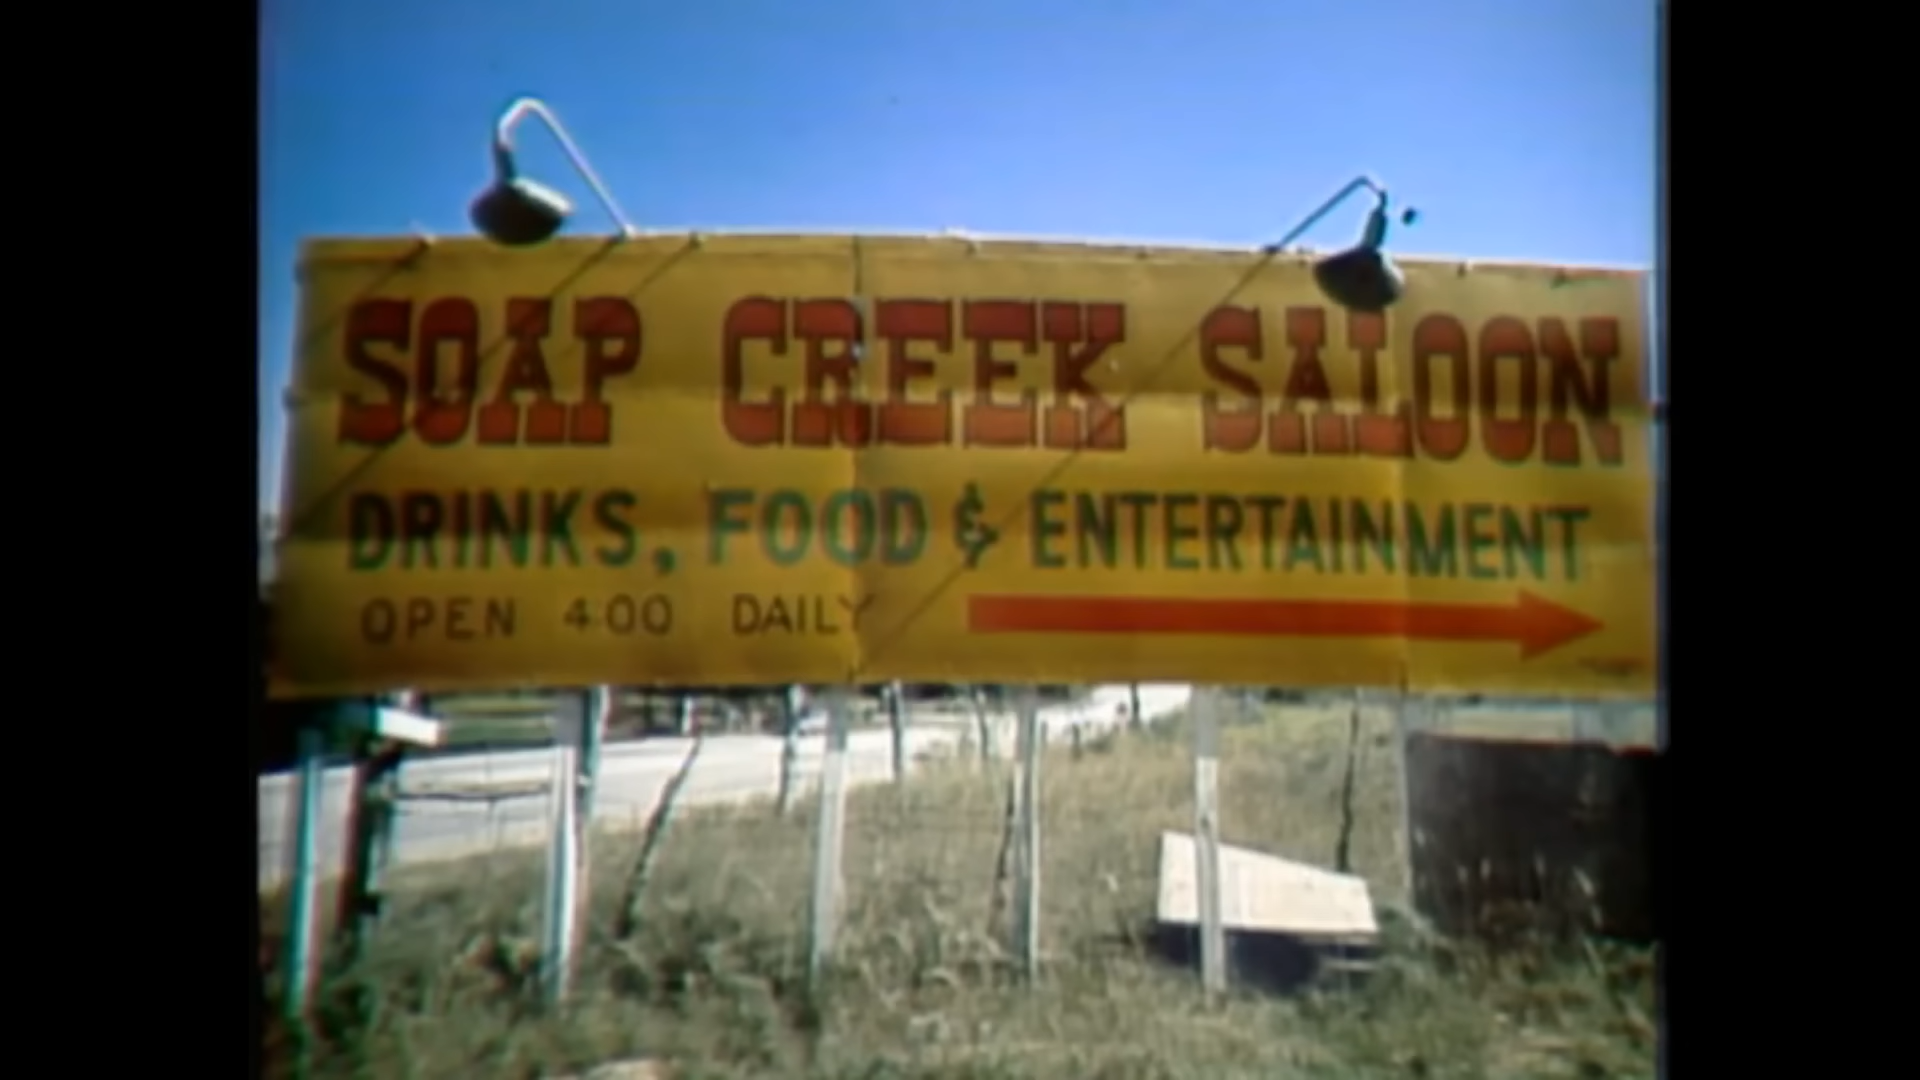 SOAP CREEK SALOON
DRINKS, FOOD & ENTERTAINMENT
OPEN 4:00 DAILY